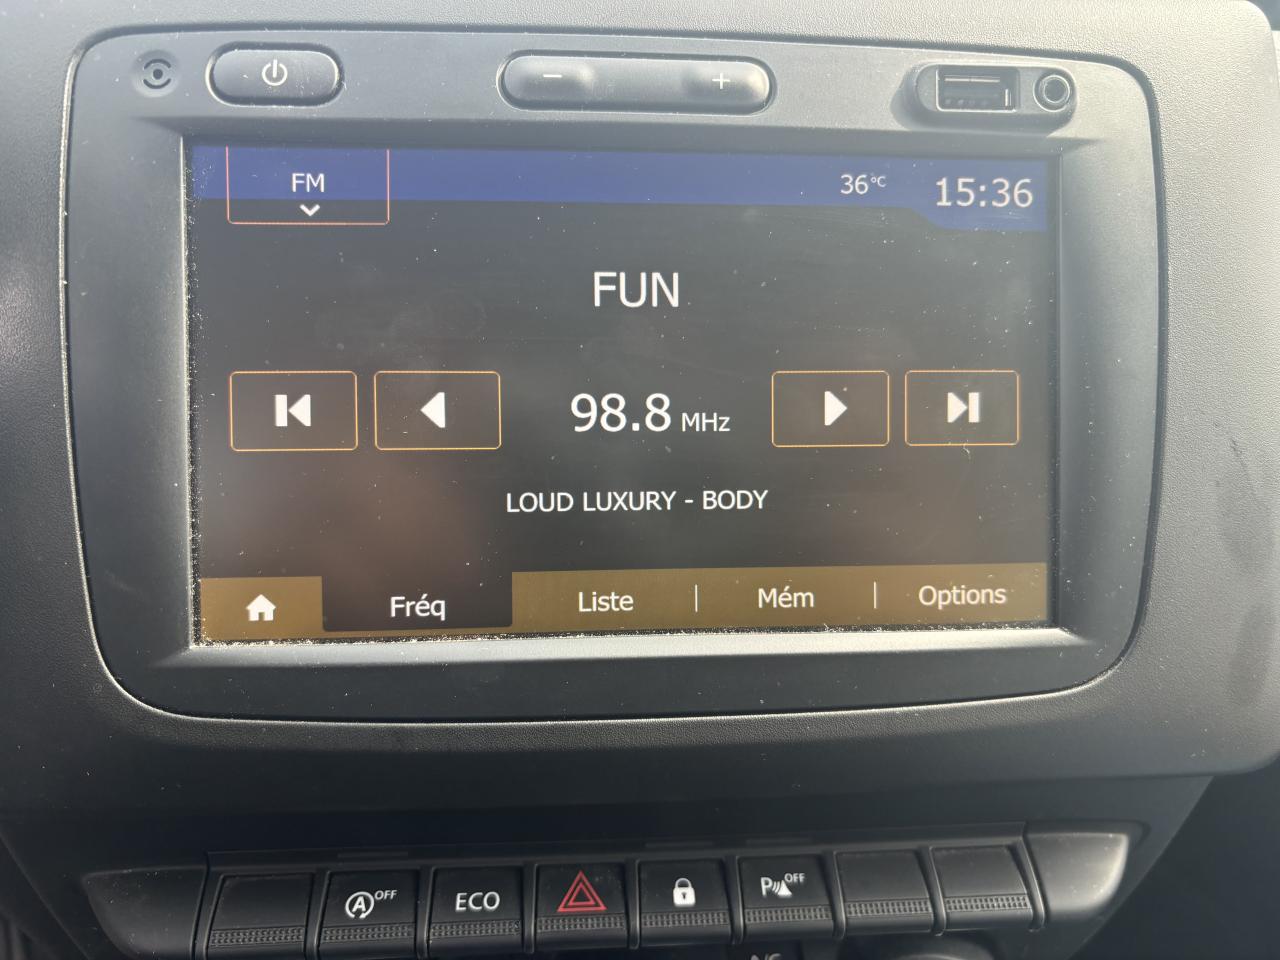 FM
36°C
15:36
FUN
98.8 MHz
LOUD LUXURY - BODY
Fréq
Liste
Mém
Options
A OFF
ECO
P OFF